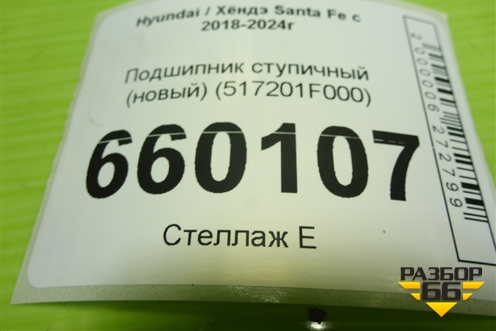 Hyundai / Хёндэ Santa Fe с
2018-2024г
Подшипник ступичный
(новый) (517201F000)
660107
Стеллаж Е
2000006272799
РАЗБОР
66